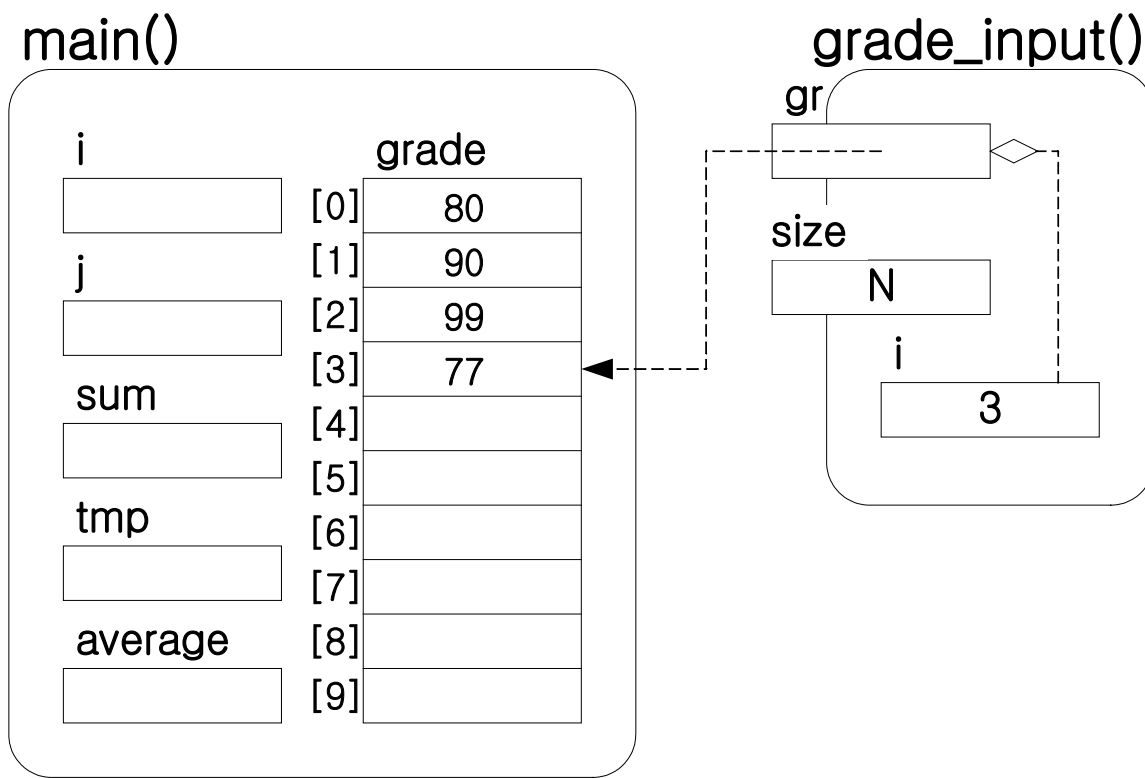 main()
i
j
sum
tmp
average
grade
[0] 80
[1] 90
[2] 99
[3] 77
[4]
[5]
[6]
[7]
[8]
[9]
grade_input()
gr
size
N
i
3